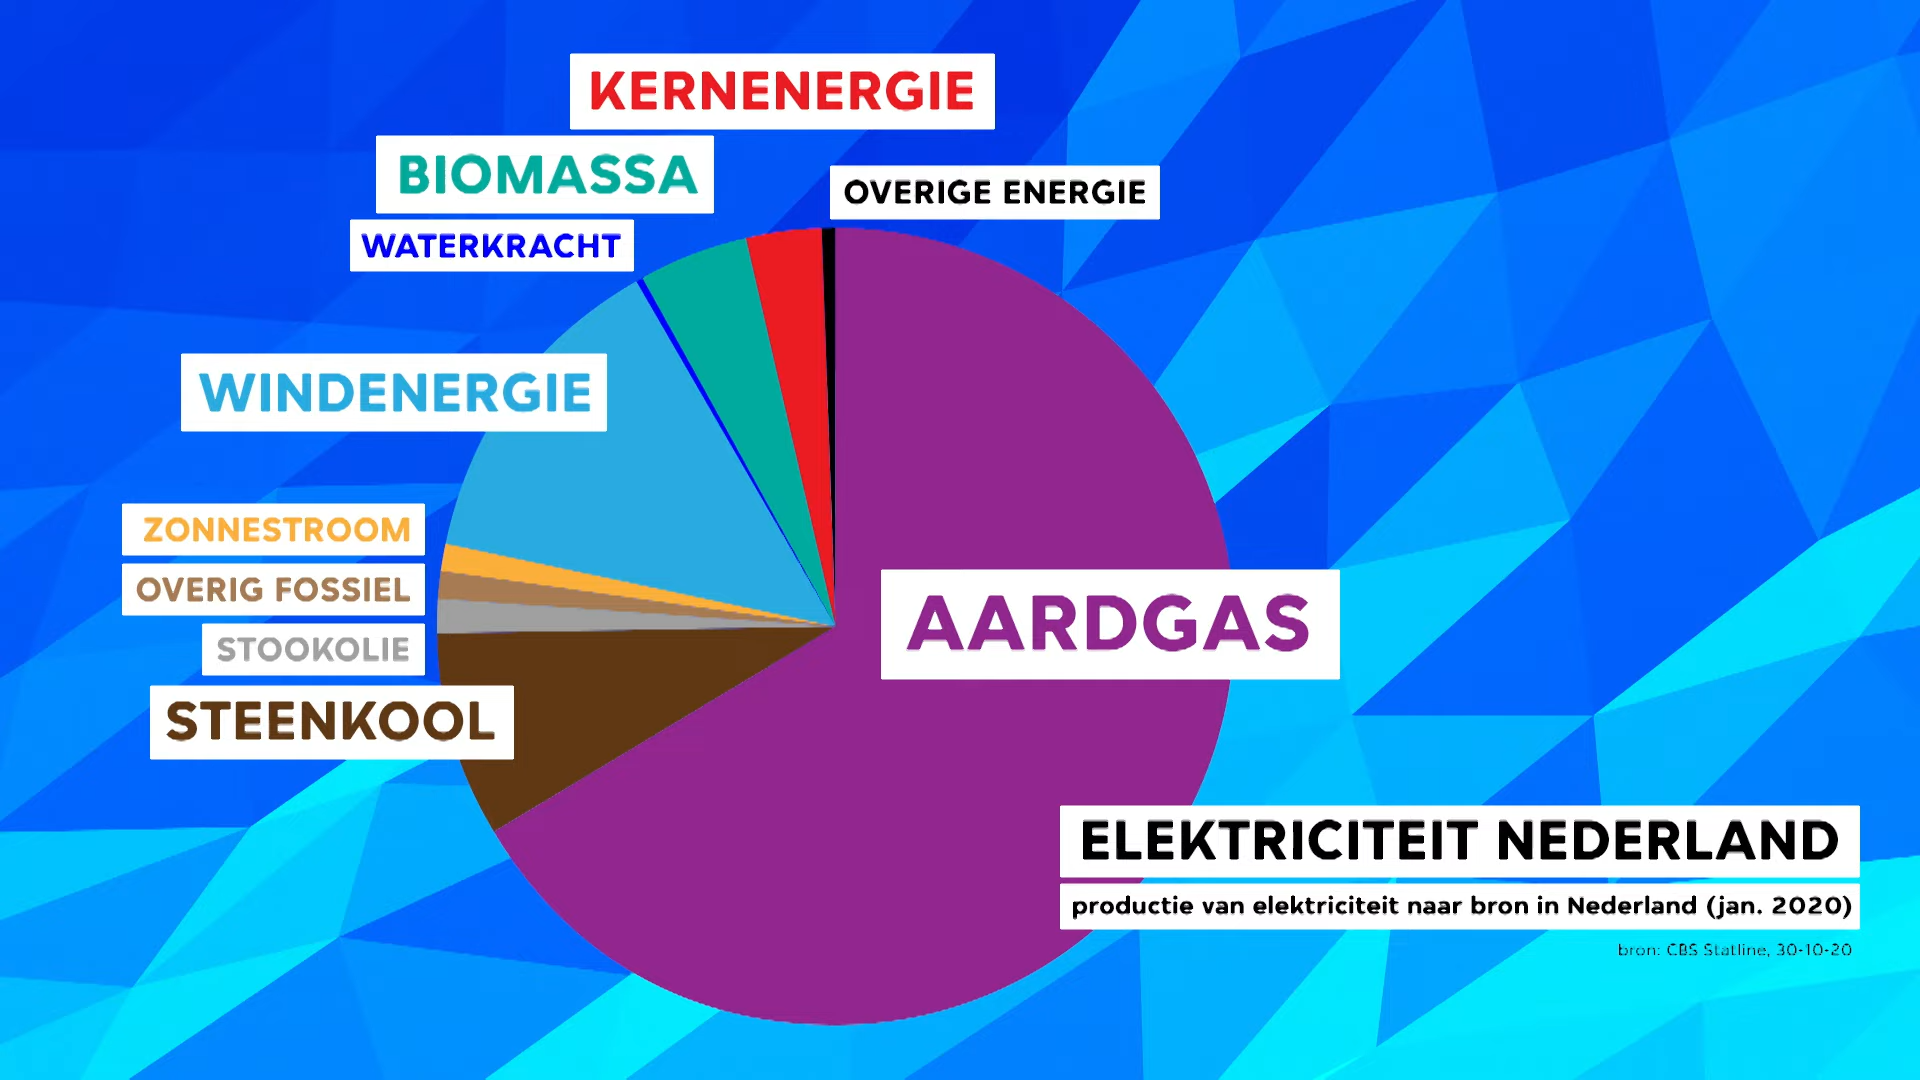 KERNENERGIE
BIOMASSA
OVERIGE ENERGIE
WATERKRACHT
WINDENERGIE
ZONNESTROOM
OVERIG FOSSIEL
STOOKOLIE
AARDGAS
STEENKOOL
ELEKTRICITEIT NEDERLAND
productie van elektriciteit naar bron in Nederland (jan. 2020)
bron: CBS Statline, 30-10-20